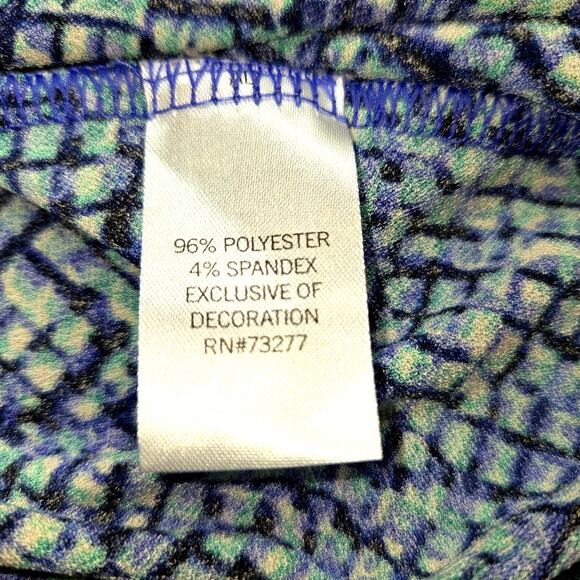 96% POLYESTER
4% SPANDEX
EXCLUSIVE OF
DECORATION
RN#73277